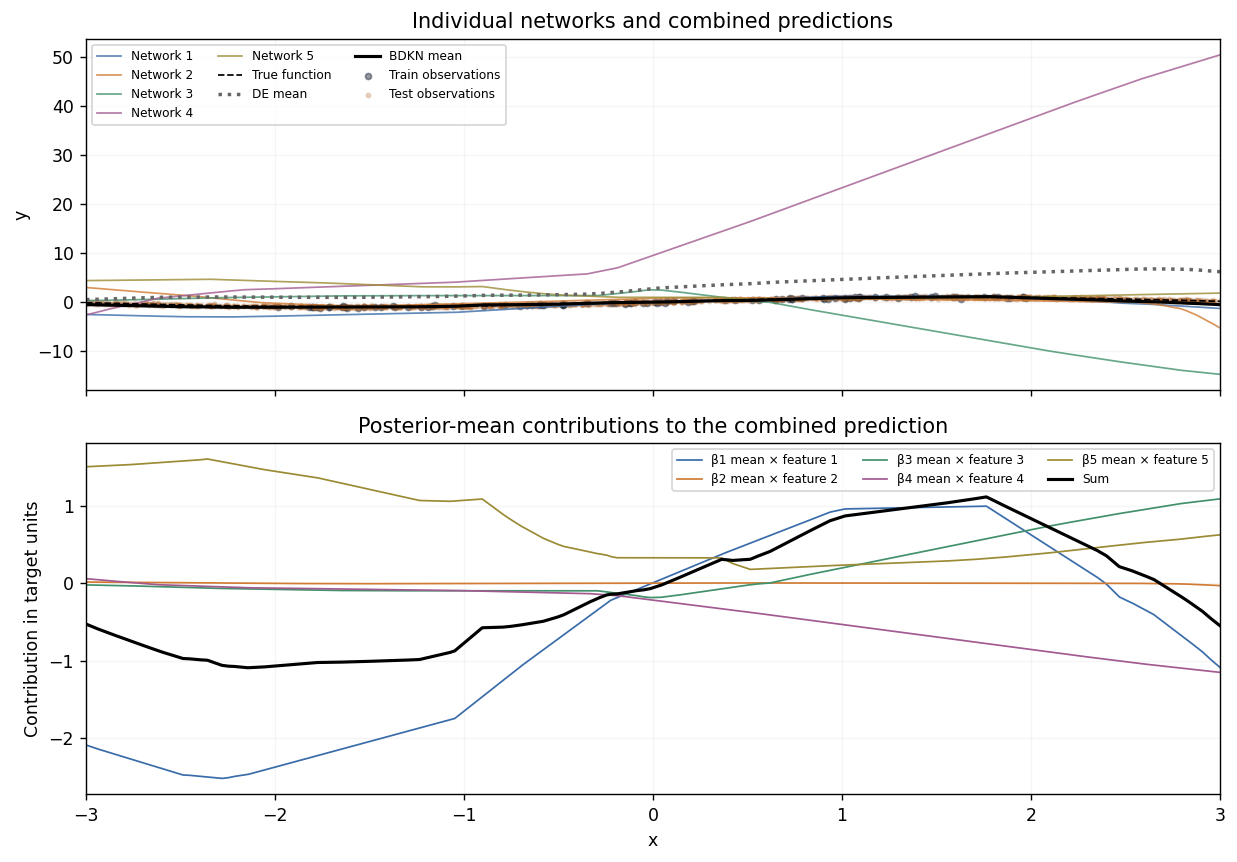 Individual networks and combined predictions
Network 1 Network 5 BDKN mean
Network 2 True function Train observations
Network 3 DE mean Test observations
Network 4
50
40
30
20
10
0
−10
y
Posterior-mean contributions to the combined prediction
β1 mean × feature 1 β3 mean × feature 3 β5 mean × feature 5
β2 mean × feature 2 β4 mean × feature 4 Sum
1
0
−1
−2
Contribution in target units
−3 −2 −1 0 1 2 3
x